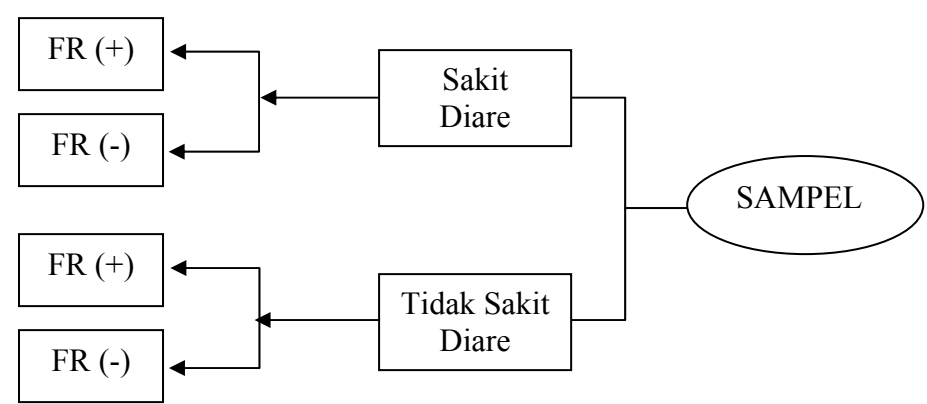 FR (+)
FR (-)
FR (+)
FR (-)
Sakit
Diare
Tidak Sakit
Diare
SAMPEL